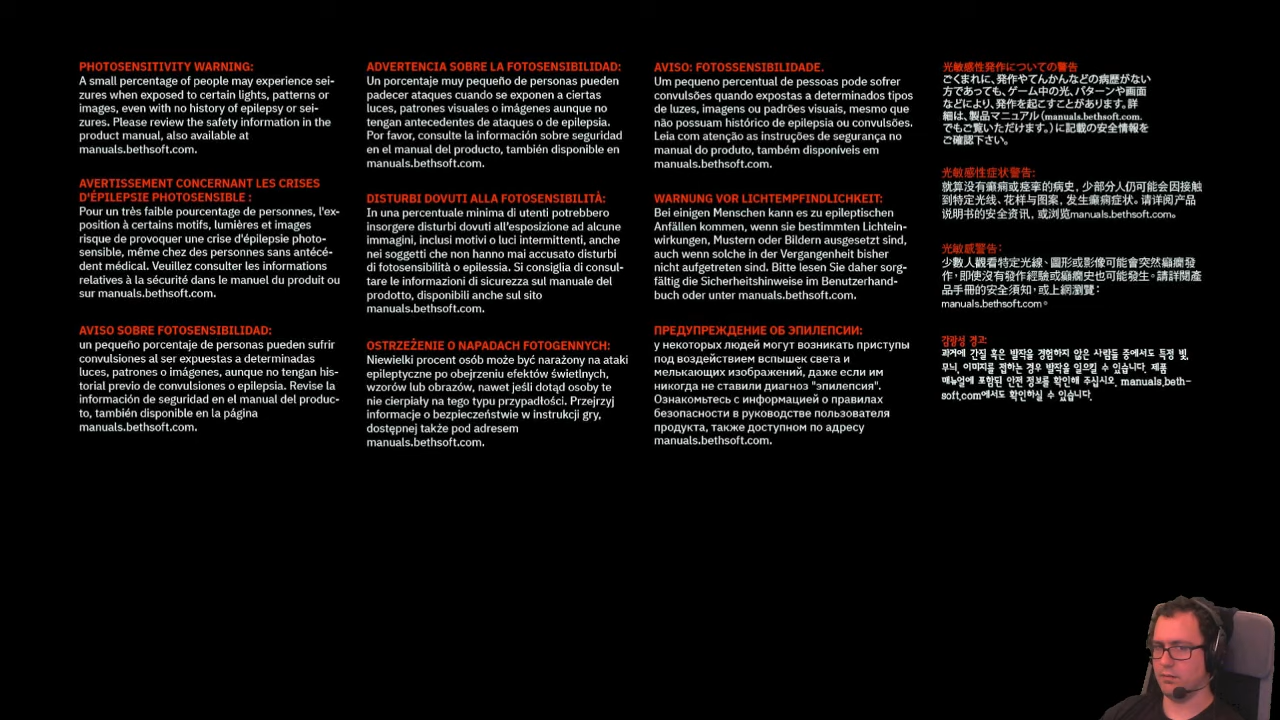 PHOTOSENSITIVITY WARNING:
A small percentage of people may experience sei-
zures when exposed to certain lights, patterns or
images, even with no history of epilepsy or sei-
zures. Please review the safety information in the
product manual, also available at
manuals.bethsoft.com.
AVERTISSEMENT CONCERNANT LES CRISES
D'ÉPILEPSIE PHOTOSENSIBLE :
Pour un très faible pourcentage de personnes, l'ex-
position à certains motifs, lumières et images
risque de provoquer une crise d'épilepsie photo-
sensible, même chez des personnes sans antécé-
dent médical. Veuillez consulter les informations
relatives à la sécurité dans le manuel du produit ou
sur manuals.bethsoft.com.
AVISO SOBRE FOTOSENSIBILIDAD:
un pequeño porcentaje de personas pueden sufrir
convulsiones al ser expuestas a determinadas
luces, patrones o imágenes, aunque no tengan his-
torial previo de convulsiones o epilepsia. Revise la
información de seguridad en el manual del produc-
to, también disponible en la página
manuals.bethsoft.com.
ADVERTENCIA SOBRE LA FOTOSENSIBILIDAD:
Un porcentaje muy pequeño de personas pueden
padecer ataques cuando se exponen a ciertas
luces, patrones visuales o imágenes aunque no
tengan antecedentes de ataques o de epilepsia.
Por favor, consulte la información sobre seguridad
en el manual del producto, también disponible en
manuals.bethsoft.com.
DISTURBI DOVUTI ALLA FOTOSENSIBILITÀ:
In una percentuale minima di utenti potrebbero
insorgere disturbi dovuti all'esposizione ad alcune
immagini, inclusi motivi o luci intermittenti, anche
nei soggetti che non hanno mai accusato disturbi
di fotosensibilità o epilessia. Si consiglia di consul-
tare le informazioni di sicurezza sul manuale del
prodotto, disponibili anche sul sito
manuals.bethsoft.com.
OSTRZEŻENIE O NAPADACH FOTOGENNYCH:
Niewielki procent osób może być narażony na ataki
epileptyczne po obejrzeniu efektów świetlnych,
wzorów lub obrazów, nawet jeśli dotąd osoby te
nie cierpiały na tego typu przypadłości. Przejrzyj
informacje o bezpieczeństwie w instrukcji gry,
dostępnej także pod adresem
manuals.bethsoft.com.
AVISO: FOTOSSENSIBILIDADE.
Um pequeno percentual de pessoas pode sofrer
convulsões quando expostas a determinados tipos
de luzes, imagens ou padrões visuais, mesmo que
não possuam histórico de epilepsia ou convulsões.
Leia com atenção as instruções de segurança no
manual do produto, também disponíveis em
manuals.bethsoft.com.
WARNUNG VOR LICHTEMPFINDLICHKEIT:
Bei einigen Menschen kann es zu epileptischen
Anfällen kommen, wenn sie bestimmten Lichtein-
wirkungen, Mustern oder Bildern ausgesetzt sind,
auch wenn solche in der Vergangenheit bisher
nicht aufgetreten sind. Bitte lesen Sie daher sorg-
fältig die Sicherheitshinweise im Benutzerhand-
buch oder unter manuals.bethsoft.com.
ПРЕДУПРЕЖДЕНИЕ ОБ ЭПИЛЕПСИИ:
у некоторых людей могут возникать приступы
под воздействием вспышек света и
мелькающих изображений, даже если им
никогда не ставили диагноз "эпилепсия".
Ознакомьтесь с информацией о правилах
безопасности в руководстве пользователя
продукта, также доступном по адресу
manuals.bethsoft.com.
光敏感性発作についての警告
ごくまれに、発作やてんかんなどの病歴がない
方であっても、ゲーム中の光、パターンや画面
などにより、発作を起こすことがあります。詳
細は、製品マニュアル（manuals.bethsoft.com.
でもご覧いただけます。）に記載の安全情報を
ご確認下さい。
光敏感性症状警告:
就算没有癫痫或痉挛的病史，少部分人仍可能会因接触
到特定光线、花样与图案，发生癫痫症状。请详阅产品
说明书的安全资讯，或浏览manuals.bethsoft.com。
光敏感警告：
少數人觀看特定光線、圖形或影像可能會突然癲癇發
作，即使沒有發作經驗或癲癇史也可能發生。請詳閱產
品手冊的安全須知，或上網瀏覽：
manuals.bethsoft.com。
감광성 경고:
과거에 간질 혹은 발작을 경험하지 않은 사람들 중에서도 특정 빛,
무늬, 이미지를 접하는 경우 발작을 일으킬 수 있습니다. 제품
매뉴얼에 포함된 안전 정보를 확인해 주십시오. manuals.beth-
soft.com에서도 확인하실 수 있습니다.